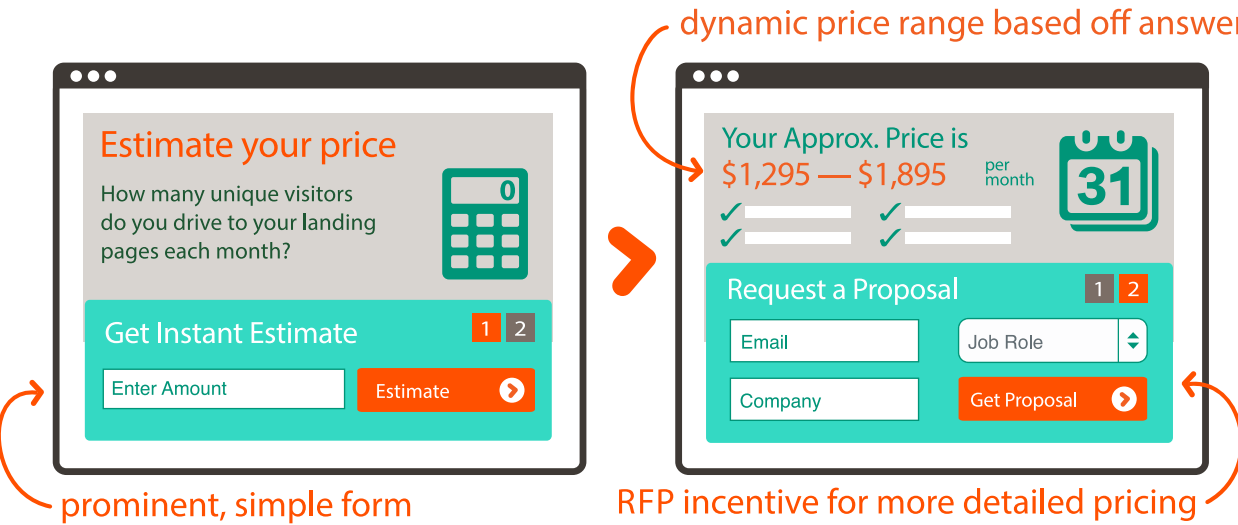 dynamic price range based off answer
Estimate your price
How many unique visitors
do you drive to your landing
pages each month?
0
Get Instant Estimate
1 2
Enter Amount
Estimate
prominent, simple form
Your Approx. Price is
$1,295 — $1,895
per
month
31
Request a Proposal
1 2
Email
Job Role
Company
Get Proposal
RFP incentive for more detailed pricing